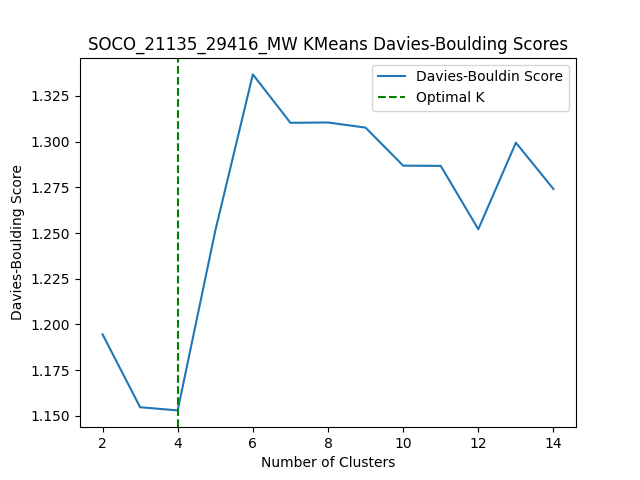 SOCO_21135_29416_MW KMeans Davies-Boulding Scores
Davies-Bouldin Score
Optimal K
Davies-Boulding Score
1.325
1.300
1.275
1.250
1.225
1.200
1.175
1.150
2 4 6 8 10 12 14
Number of Clusters